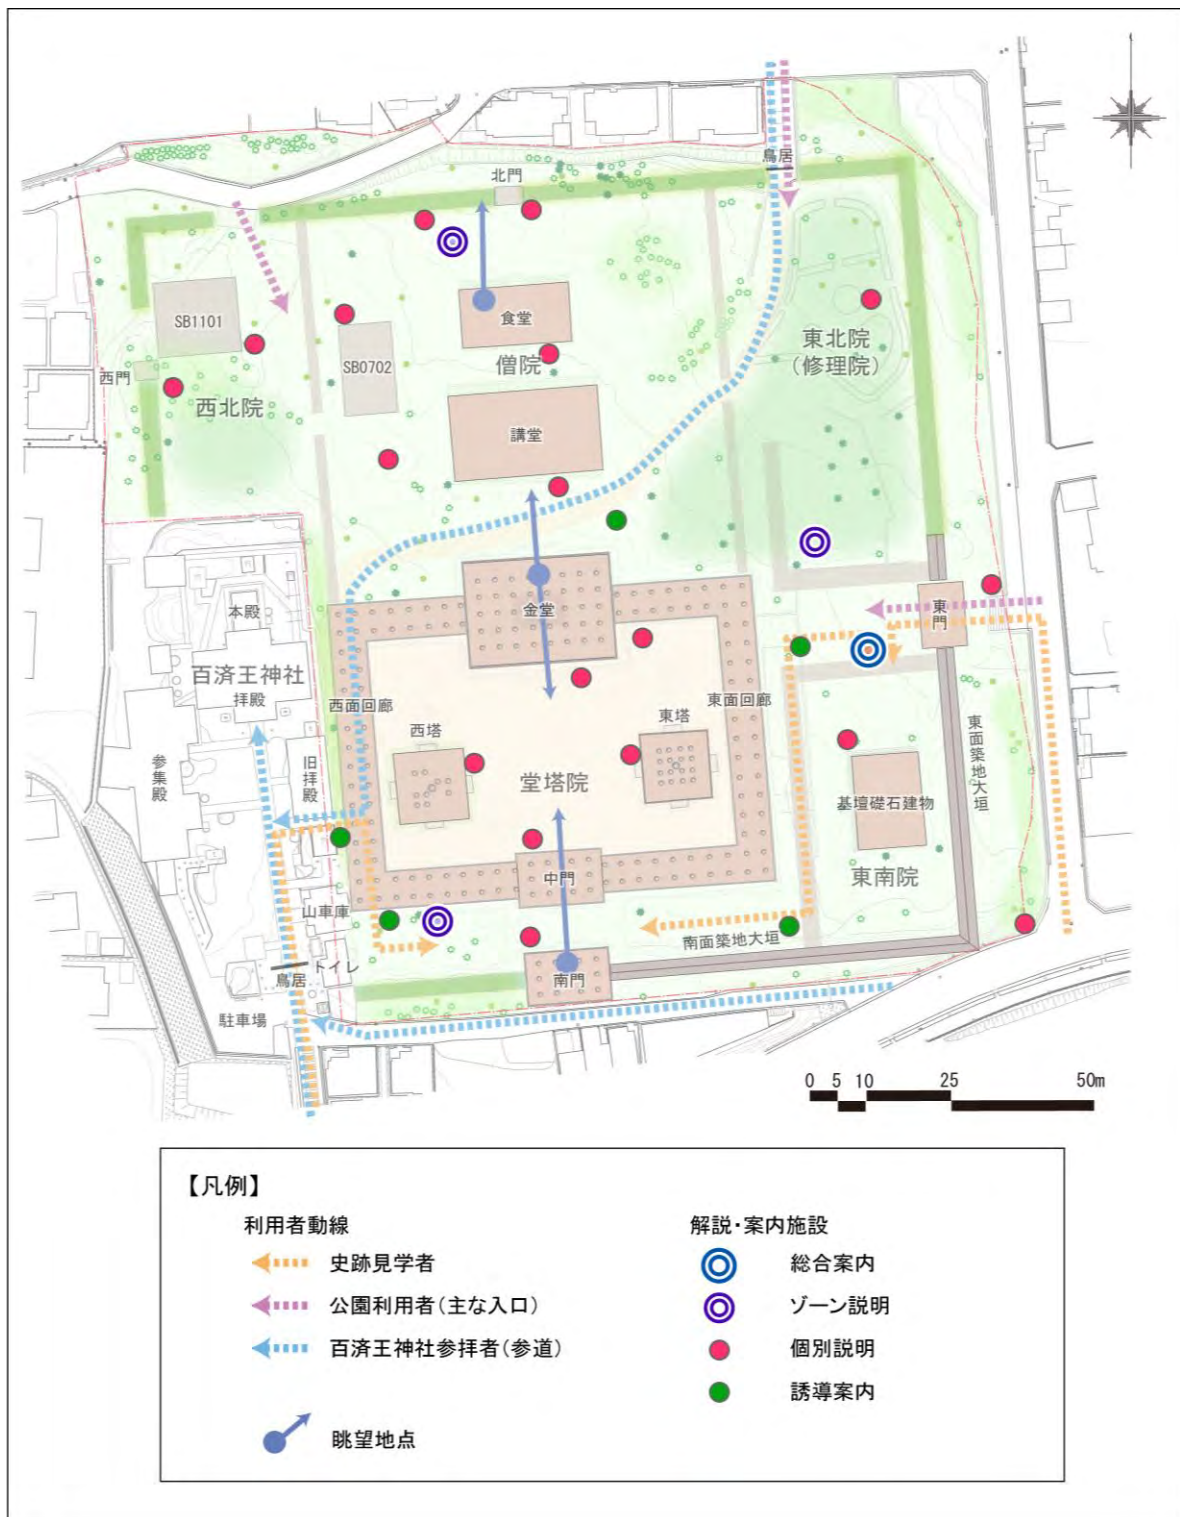 鳥居
北門
食堂
SB1101
SB0702
僧院
東北院
(修理院)
西門
西北院
講堂
本殿
金堂
東門
百済王神社
拝殿
西面回廊
東面回廊
西塔
東塔
東面築地大垣
参集殿
旧拝殿
堂塔院
基壇礎石建物
中門
東南院
山車庫
南面築地大垣
鳥居
トイレ
南門
駐車場
0 5 10 25 50m
【凡例】
利用者動線
史跡見学者
公園利用者(主な入口)
百済王神社参拝者(参道)
眺望地点
解説・案内施設
総合案内
ゾーン説明
個別説明
誘導案内